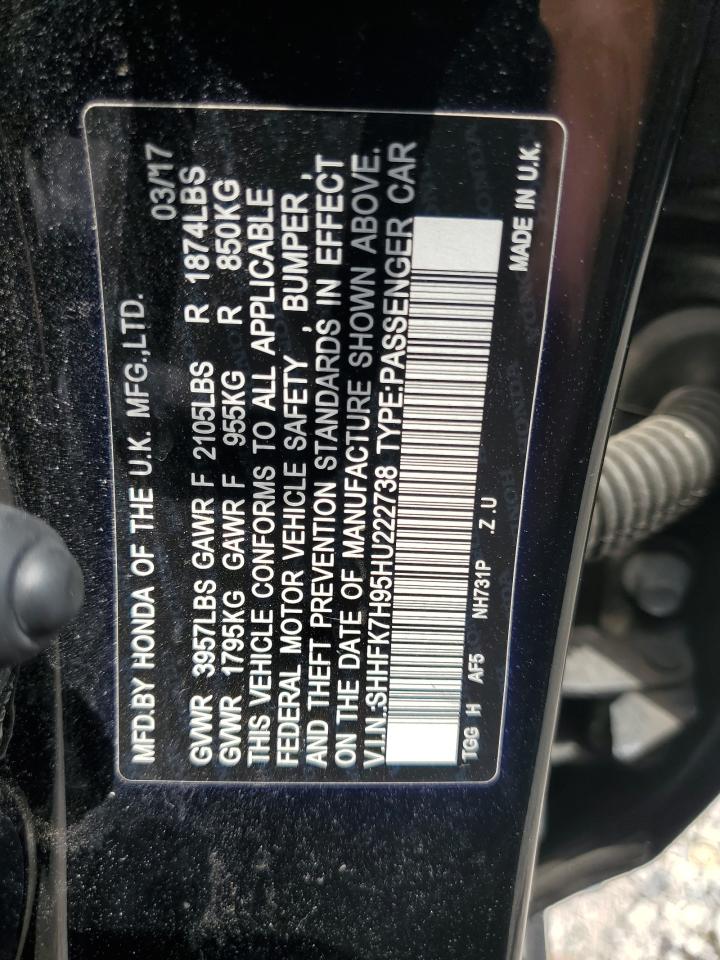 MFD.BY HONDA OF THE U.K. MFG.,LTD. 03/17
GVWR 3957LBS GAWR F 2105LBS R 1874LBS
GVWR 1795KG GAWR F 955KG R 850KG
THIS VEHICLE CONFORMS TO ALL APPLICABLE
FEDERAL MOTOR VEHICLE SAFETY , BUMPER ,
AND THEFT PREVENTION STANDARDS IN EFFECT
ON THE DATE OF MANUFACTURE SHOWN ABOVE.
V.I.N.:SHHFK7H95HU222738 TYPE:PASSENGER CAR
TGG H AF5 NH731P .Z .U MADE IN U.K.